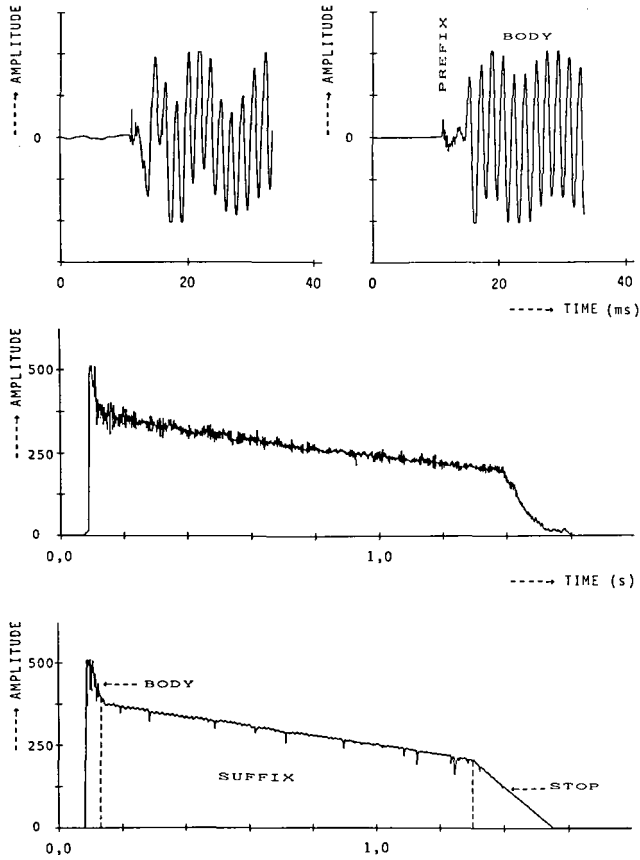 ----→ AMPLITUDE
0
0
20
40
----→ AMPLITUDE
PREFIX
BODY
0
0
20
40
----→ TIME (ms)
----→ AMPLITUDE
500
250
0
0,0
1,0
----→ TIME (s)
----→ AMPLITUDE
500
250
0
BODY
SUFFIX
STOP
0,0
1,0